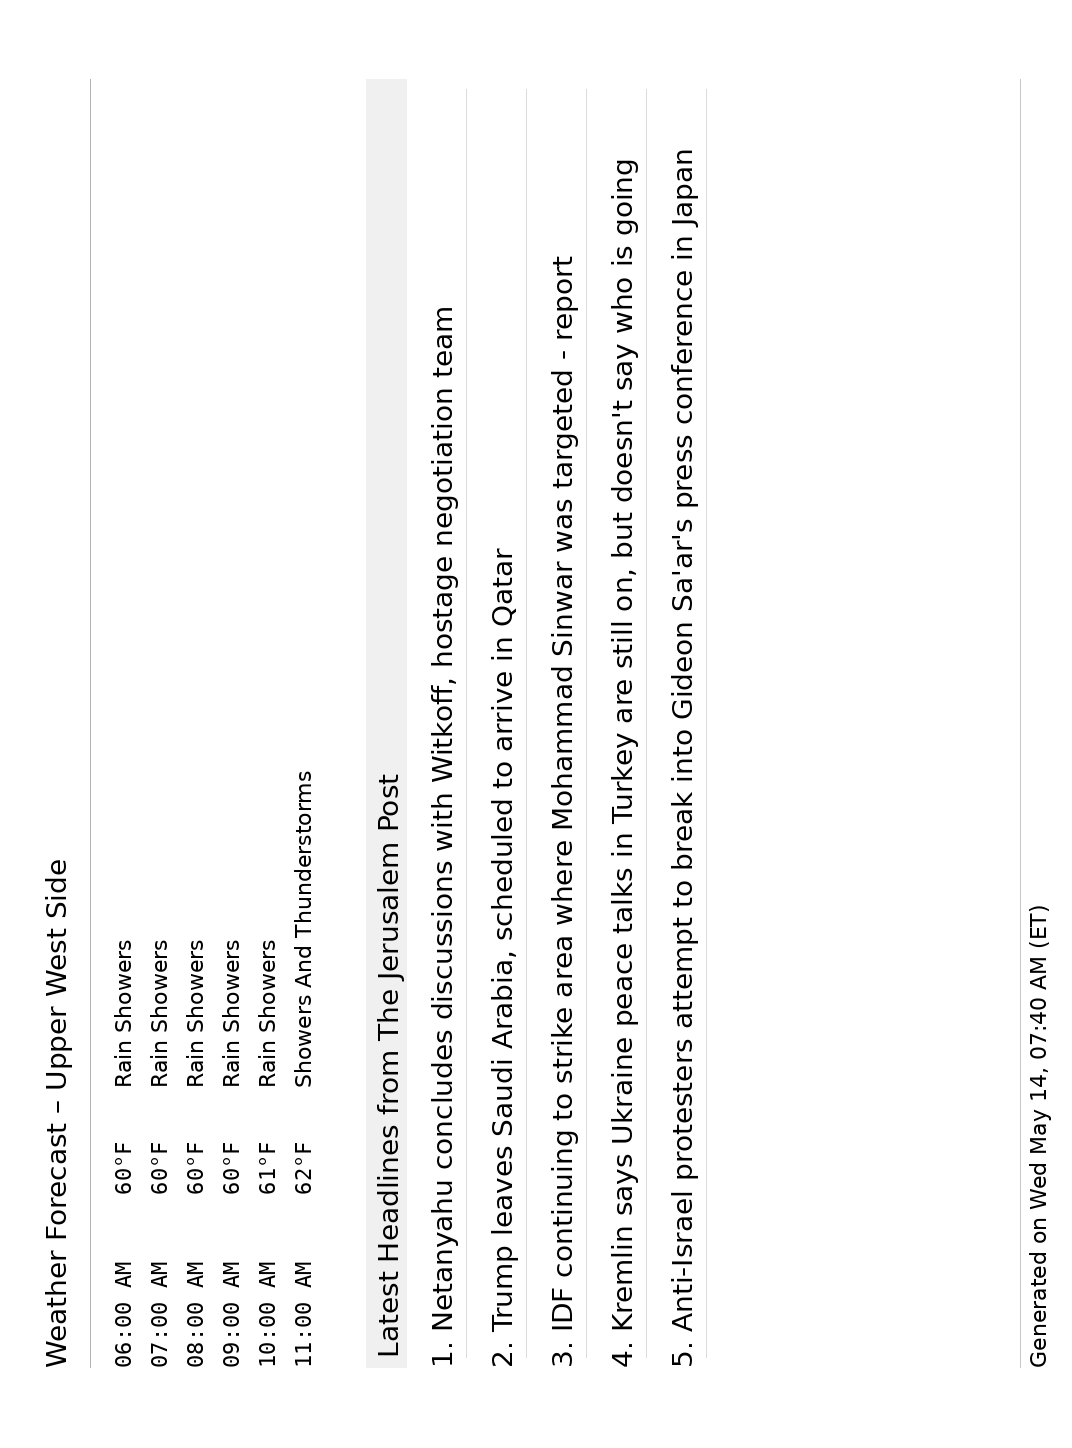 Weather Forecast – Upper West Side
06:00 AM 60°F Rain Showers
07:00 AM 60°F Rain Showers
08:00 AM 60°F Rain Showers
09:00 AM 60°F Rain Showers
10:00 AM 61°F Rain Showers
11:00 AM 62°F Showers And Thunderstorms
Latest Headlines from The Jerusalem Post
1. Netanyahu concludes discussions with Witkoff, hostage negotiation team
2. Trump leaves Saudi Arabia, scheduled to arrive in Qatar
3. IDF continuing to strike area where Mohammad Sinwar was targeted - report
4. Kremlin says Ukraine peace talks in Turkey are still on, but doesn't say who is going
5. Anti-Israel protesters attempt to break into Gideon Sa'ar's press conference in Japan
Generated on Wed May 14, 07:40 AM (ET)